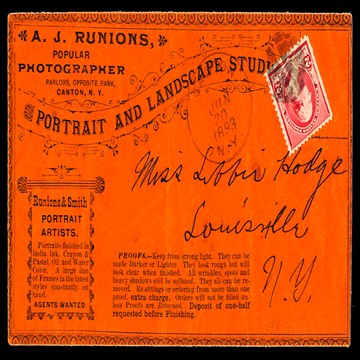 A. J. RUNIONS,
POPULAR
PHOTOGRAPHER
PARLORS, OPPOSITE PARK,
CANTON, N. Y.
PORTRAIT AND LANDSCAPE STUDIO
JUN
1893
N.Y.
Miss Libbie Hodge
Louisville
N.Y.
Runions & Smith
PORTRAIT
ARTISTS.
Portraits finished in
India Ink, Crayon &
Pastel, Oil and Water
Color. A large line
of Frames in the latest
styles constantly on
hand.
AGENTS WANTED
PROOFS.—Keep from strong light. They can be
made Darker or Lighter. They look rough but will
look clear when finished. All wrinkles, spots and
heavy shadows will be softened. They all can be re-
moved. Re-sittings or ordering from more than one
proof, extra charge. Orders will not be filled un-
less Proofs are Returned. Deposit of one-half
requested before Finishing.